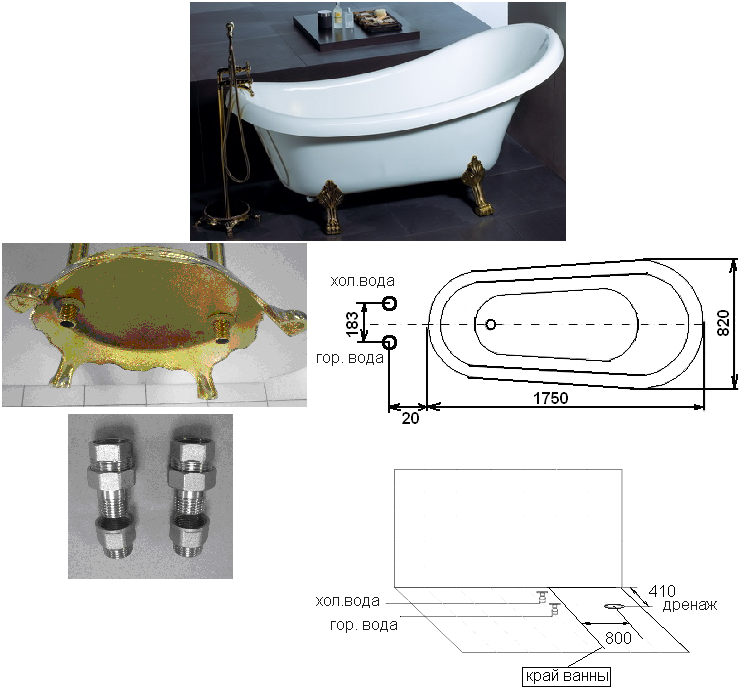 хол.вода
183
гор. вода
820
1750
20
хол.вода
гор. вода
410
дренаж
800
край ванны